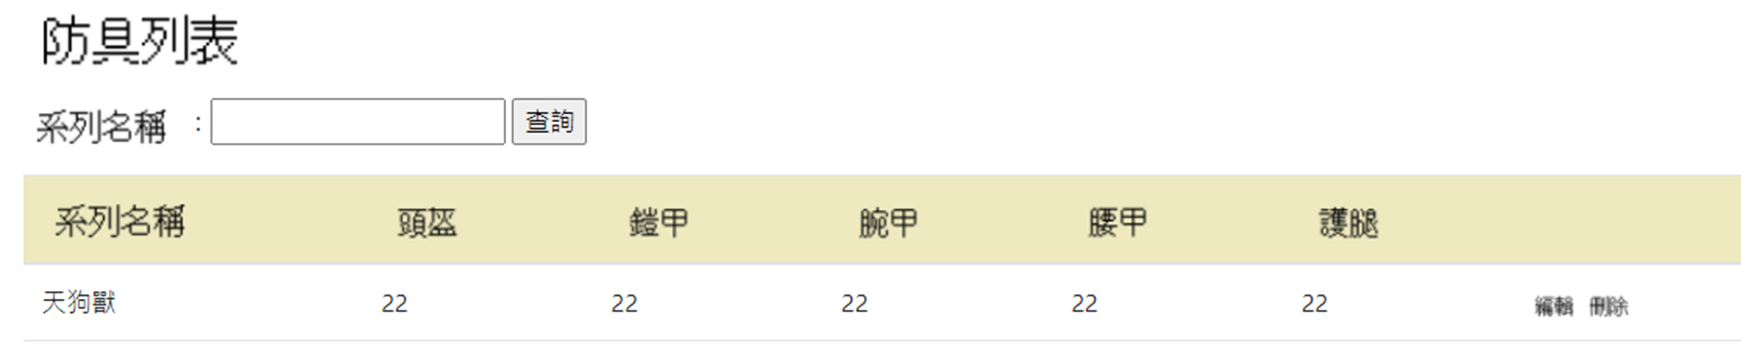 防具列表
系列名稱 : 查詢
系列名稱 頭盔 鎧甲 腕甲 腰甲 護腿
天狗獸 22 22 22 22 22 編輯 刪除